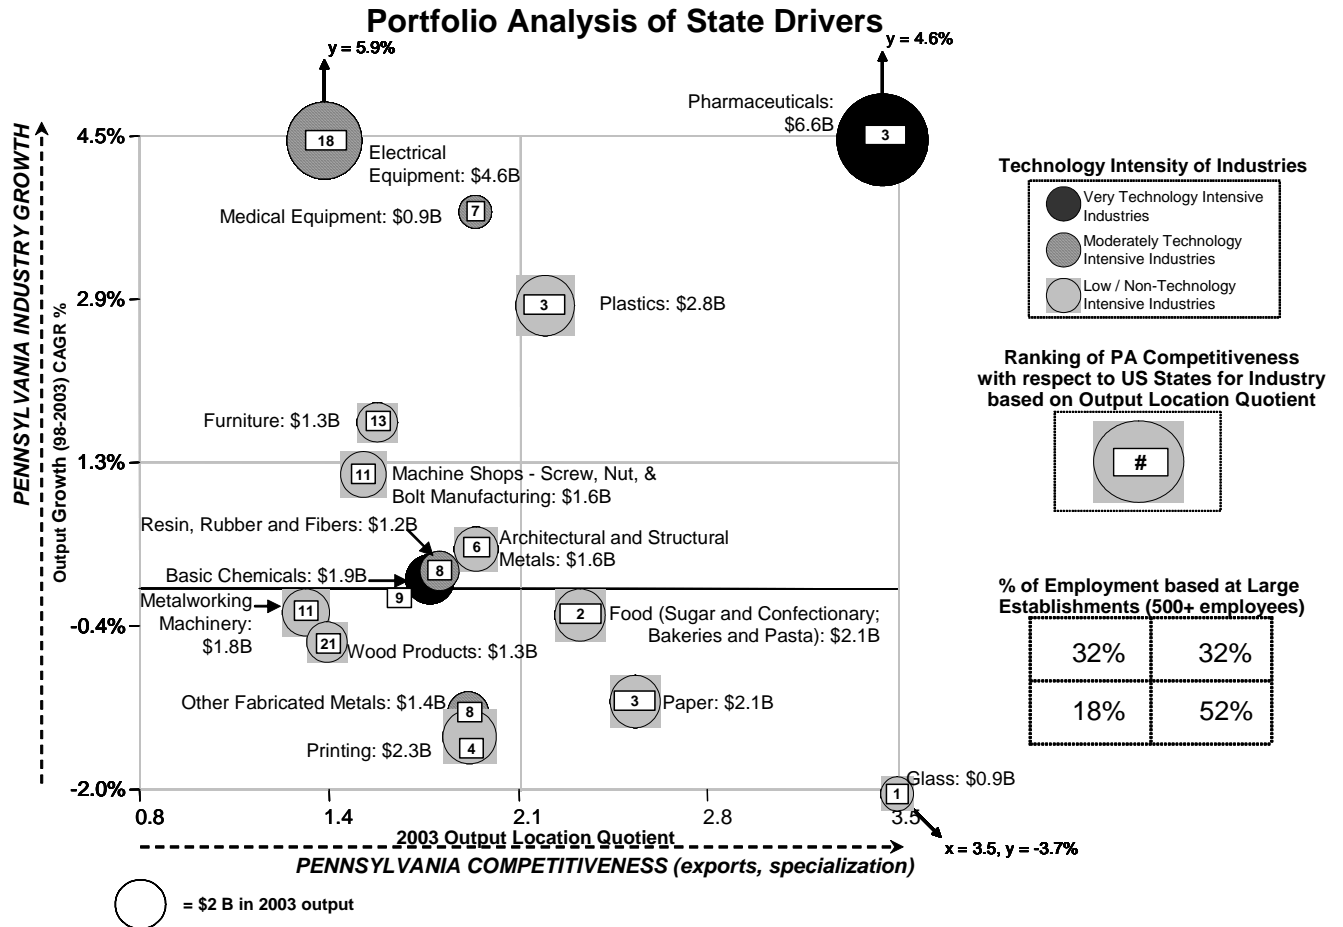 Portfolio Analysis of State Drivers
y = 5.9%
y = 4.6%
PENNSYLVANIA INDUSTRY GROWTH
Output Growth (98-2003) CAGR %
4.5%
2.9%
1.3%
-0.4%
-2.0%
18
Electrical
Equipment: $4.6B
Pharmaceuticals:
$6.6B
3
Medical Equipment: $0.9B
7
3
Plastics: $2.8B
Furniture: $1.3B
13
11
Machine Shops - Screw, Nut, &
Bolt Manufacturing: $1.6B
Resin, Rubber and Fibers: $1.2B
8
6
Architectural and Structural
Metals: $1.6B
Basic Chemicals: $1.9B
9
Metalworking
Machinery:
$1.8B
11
21
Wood Products: $1.3B
2
Food (Sugar and Confectionary;
Bakeries and Pasta): $2.1B
Other Fabricated Metals: $1.4B
8
Printing: $2.3B
4
3
Paper: $2.1B
Glass: $0.9B
1
x = 3.5, y = -3.7%
0.8
1.4
2.1
2.8
3.5
2003 Output Location Quotient
PENNSYLVANIA COMPETITIVENESS (exports, specialization)
= $2 B in 2003 output
Technology Intensity of Industries
Very Technology Intensive
Industries
Moderately Technology
Intensive Industries
Low / Non-Technology
Intensive Industries
Ranking of PA Competitiveness
with respect to US States for Industry
based on Output Location Quotient
#
% of Employment based at Large
Establishments (500+ employees)
32%
32%
18%
52%